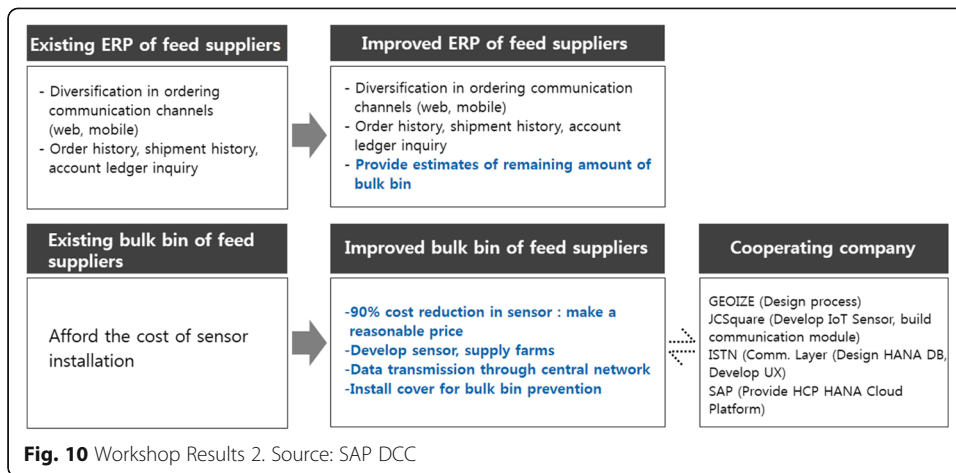 Existing ERP of feed suppliers
- Diversification in ordering
communication channels
(web, mobile)
- Order history, shipment history,
account ledger inquiry
Improved ERP of feed suppliers
- Diversification in ordering communication
channels (web, mobile)
- Order history, shipment history, account
ledger inquiry
- Provide estimates of remaining amount of
bulk bin
Existing bulk bin of feed
suppliers
Afford the cost of sensor
installation
Improved bulk bin of feed suppliers
-90% cost reduction in sensor : make a
reasonable price
-Develop sensor, supply farms
-Data transmission through central network
-Install cover for bulk bin prevention
Cooperating company
GEOIZE (Design process)
JCSquare (Develop IoT Sensor, build
communication module)
ISTN (Comm. Layer (Design HANA DB,
Develop UX)
SAP (Provide HCP HANA Cloud
Platform)
Fig. 10 Workshop Results 2. Source: SAP DCC